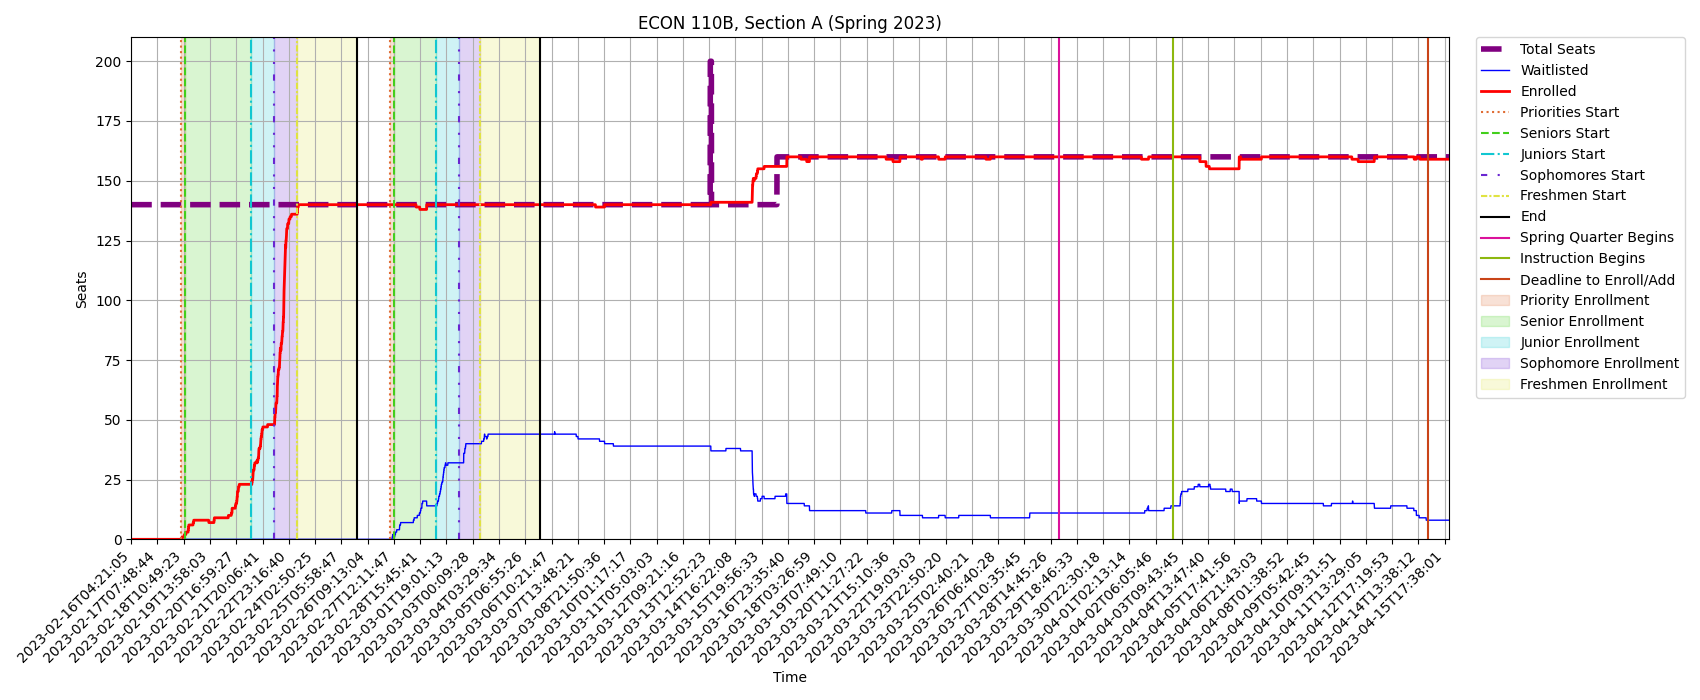 ECON 110B, Section A (Spring 2023)
Seats
200
175
150
125
100
75
50
25
0
2023-02-16T04:21:05
2023-02-17T07:48:44
2023-02-18T10:49:23
2023-02-19T13:58:03
2023-02-20T16:59:27
2023-02-21T20:06:41
2023-02-22T23:16:40
2023-02-24T02:50:25
2023-02-25T05:58:47
2023-02-26T09:13:04
2023-02-27T12:11:47
2023-02-28T15:45:41
2023-03-01T19:01:13
2023-03-03T00:09:28
2023-03-04T03:29:34
2023-03-05T06:55:26
2023-03-06T10:21:47
2023-03-07T13:48:21
2023-03-08T21:50:36
2023-03-10T01:17:17
2023-03-11T05:03:03
2023-03-12T09:21:16
2023-03-13T12:52:23
2023-03-14T16:22:08
2023-03-15T19:56:33
2023-03-16T23:35:40
2023-03-18T03:26:59
2023-03-19T07:49:10
2023-03-20T11:27:22
2023-03-21T15:10:36
2023-03-22T19:03:03
2023-03-23T22:50:20
2023-03-25T02:40:21
2023-03-26T06:40:28
2023-03-27T10:35:45
2023-03-28T14:45:26
2023-03-29T18:46:33
2023-03-30T22:30:18
2023-04-01T02:13:14
2023-04-02T06:05:46
2023-04-03T09:43:45
2023-04-04T13:47:40
2023-04-05T17:41:56
2023-04-06T21:43:03
2023-04-08T01:38:52
2023-04-09T05:42:45
2023-04-10T09:31:51
2023-04-11T13:29:05
2023-04-12T17:19:53
2023-04-14T13:38:12
2023-04-15T17:38:01
Time
Total Seats
Waitlisted
Enrolled
Priorities Start
Seniors Start
Juniors Start
Sophomores Start
Freshmen Start
End
Spring Quarter Begins
Instruction Begins
Deadline to Enroll/Add
Priority Enrollment
Senior Enrollment
Junior Enrollment
Sophomore Enrollment
Freshmen Enrollment